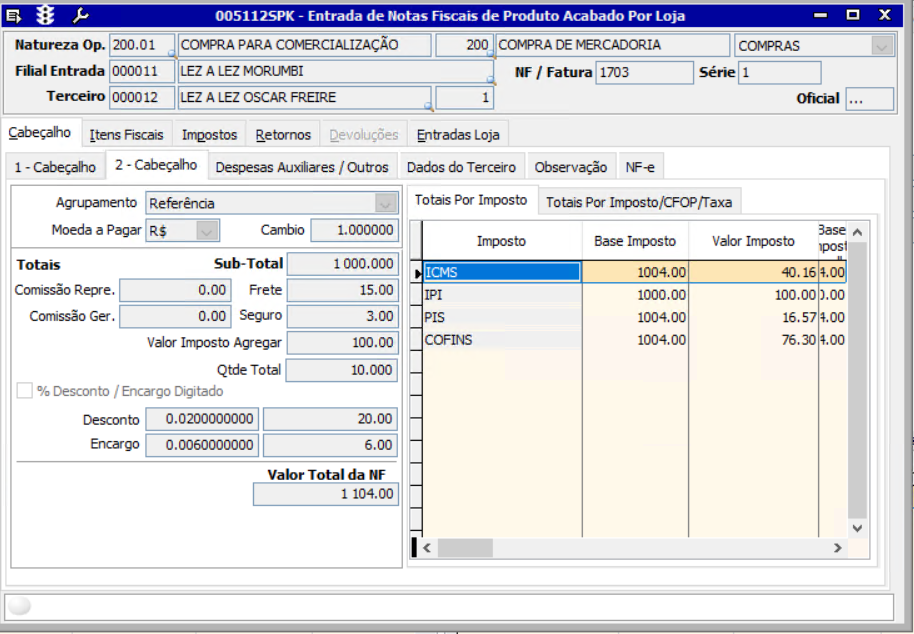 005112SPK - Entrada de Notas Fiscais de Produto Acabado Por Loja
Natureza Op. 200.01 COMPRA PARA COMERCIALIZAÇÃO 200 COMPRA DE MERCADORIA COMPRAS
Filial Entrada 000011 LEZ A LEZ MORUMBI NF / Fatura 1703 Série 1
Terceiro 000012 LEZ A LEZ OSCAR FREIRE 1 Oficial ...
Cabeçalho Itens Fiscais Impostos Retornos Devoluções Entradas Loja
1 - Cabeçalho 2 - Cabeçalho Despesas Auxiliares / Outros Dados do Terceiro Observação NF-e
Agrupamento Referência
Moeda a Pagar R$ Cambio 1.000000
Totais Sub-Total 1 000.000
Comissão Repre. 0.00 Frete 15.00
Comissão Ger. 0.00 Seguro 3.00
Valor Imposto Agregar 100.00
Qtde Total 10.000
% Desconto / Encargo Digitado
Desconto 0.0200000000 20.00
Encargo 0.0060000000 6.00
Valor Total da NF
1 104.00
Totais Por Imposto Totais Por Imposto/CFOP/Taxa
Imposto Base Imposto Valor Imposto Base
ICMS 1004.00 40.16 4.00
IPI 1000.00 100.00 0.00
PIS 1004.00 16.57 4.00
COFINS 1004.00 76.30 4.00